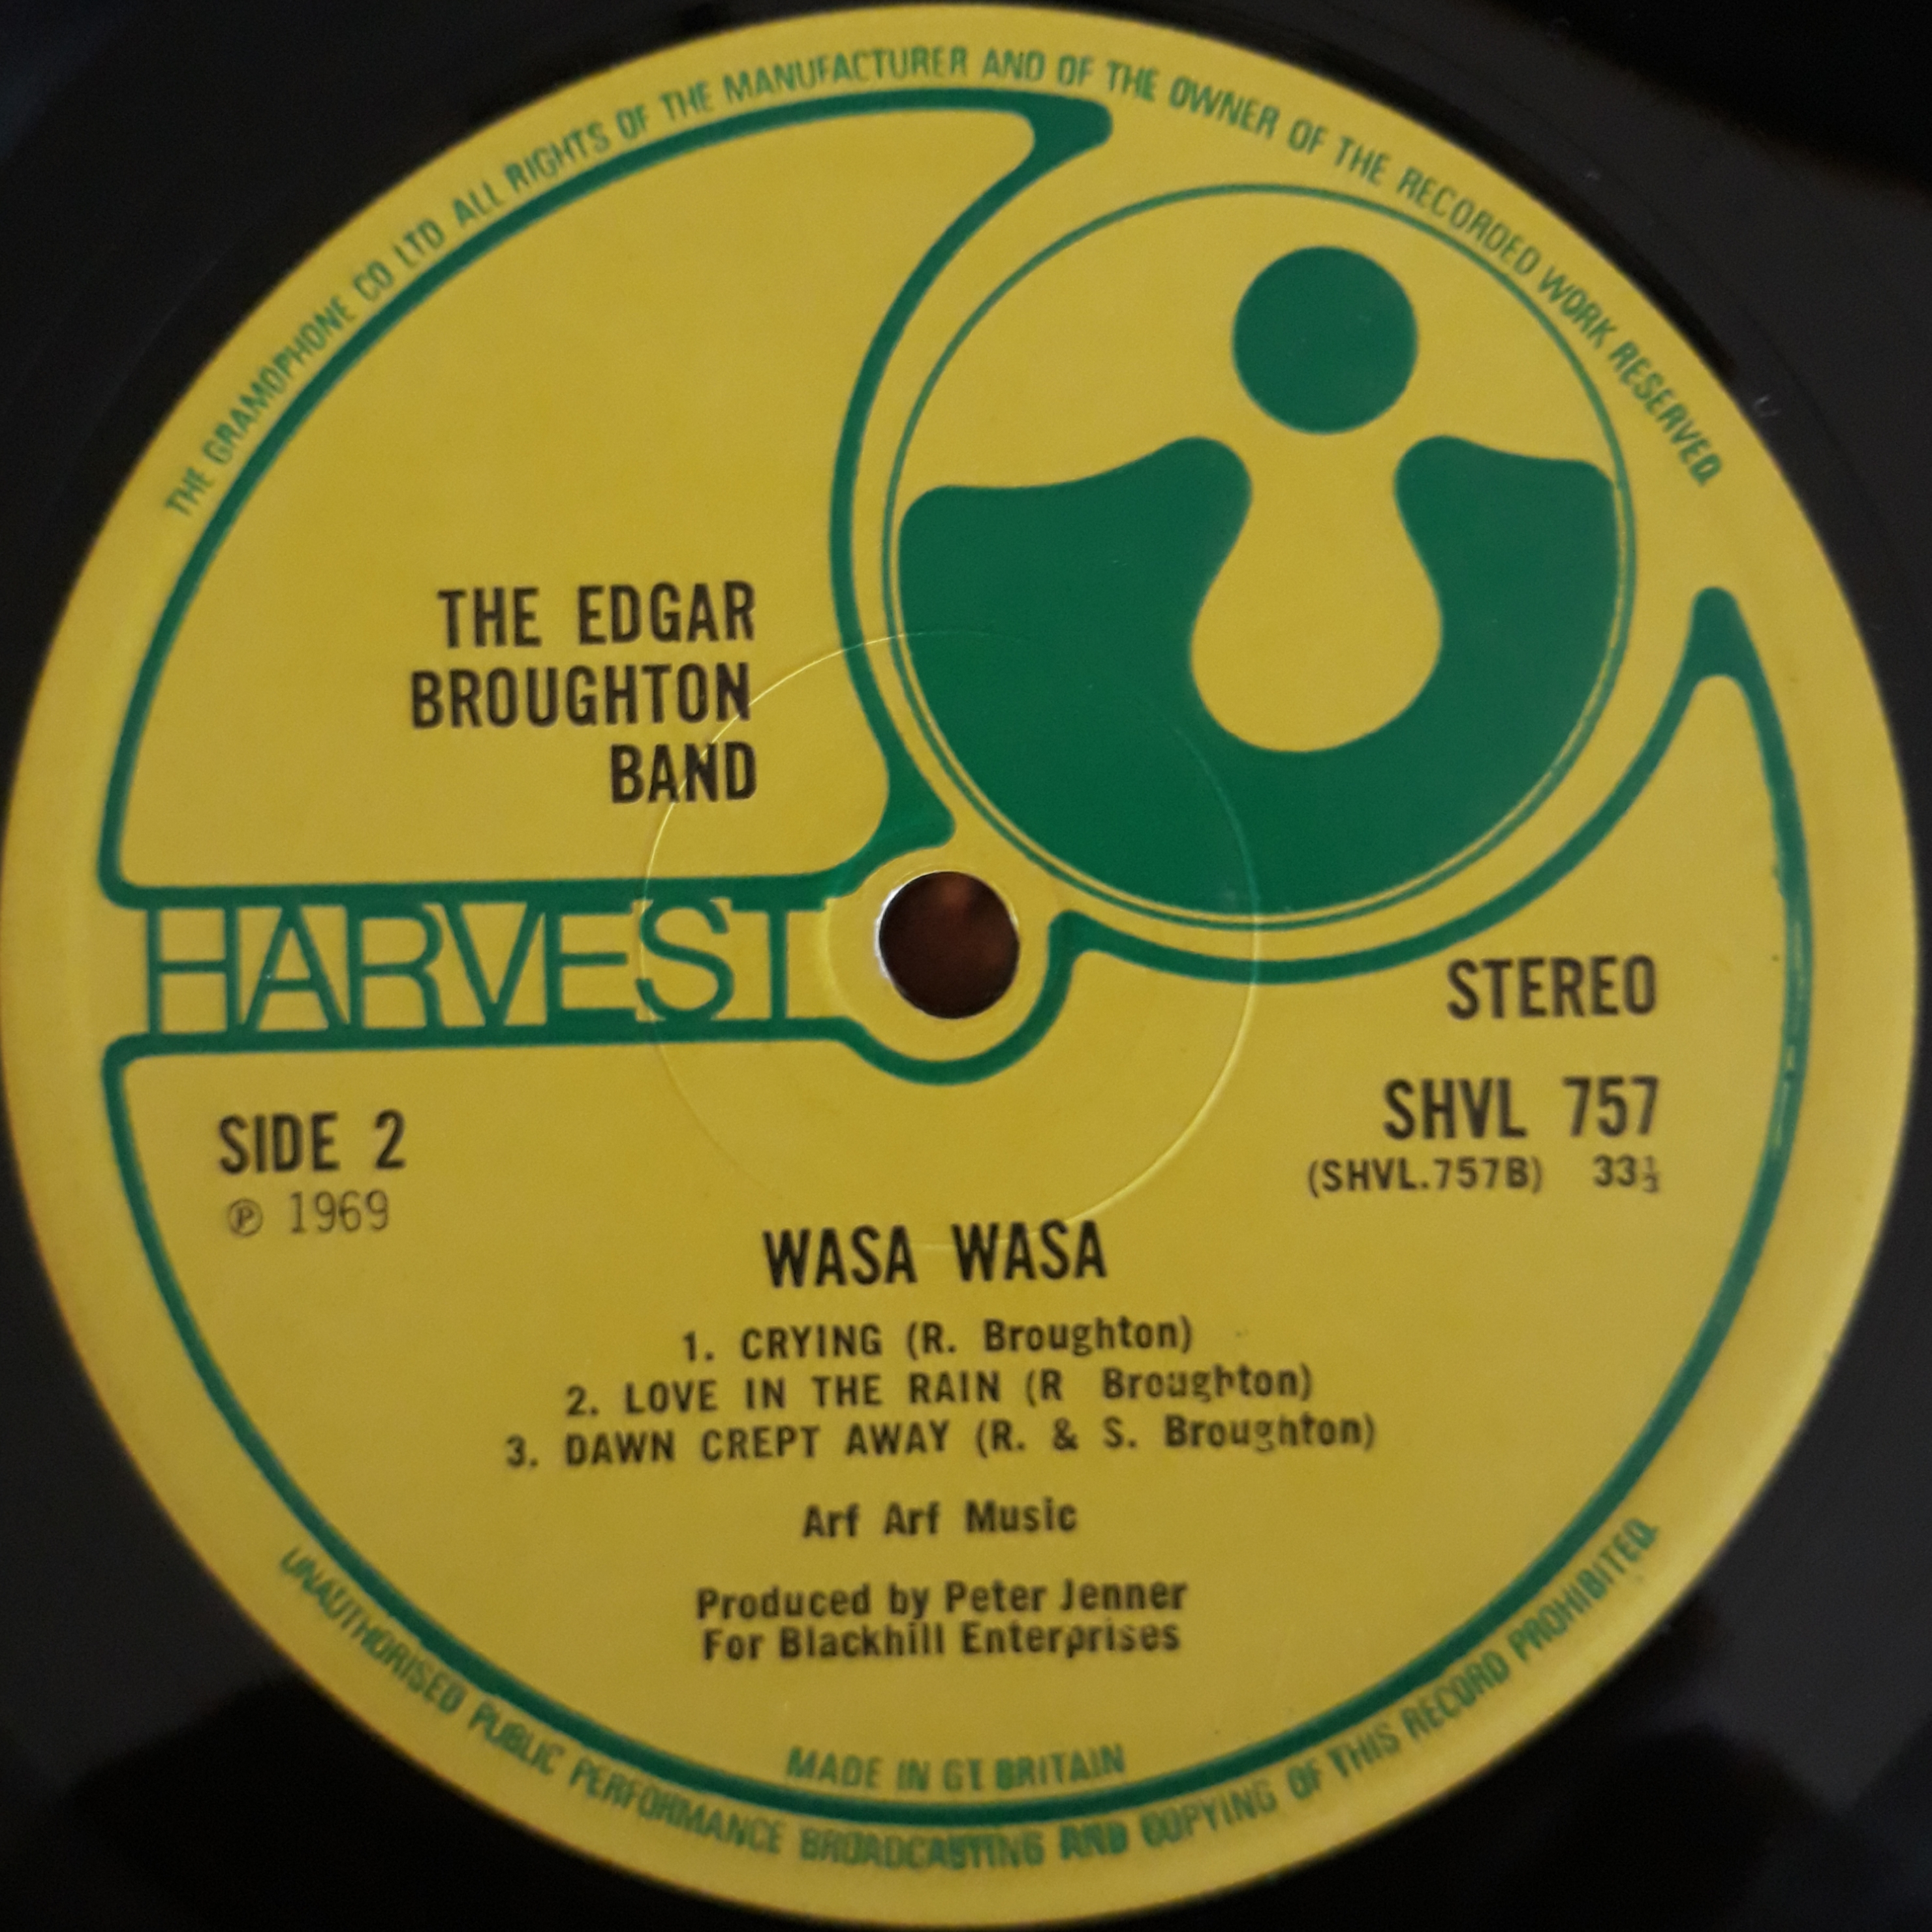 THE GRAMOPHONE CO LTD ALL RIGHTS OF THE MANUFACTURER AND OF THE OWNER OF THE RECORDED WORK RESERVED
THE EDGAR
BROUGHTON
BAND
HARVEST
STEREO
SIDE 2
SHVL 757
℗ 1969
(SHVL.757B) 33⅓
WASA WASA
1. CRYING (R. Broughton)
2. LOVE IN THE RAIN (R Broughton)
3. DAWN CREPT AWAY (R. & S. Broughton)
Arf Arf Music
Produced by Peter Jenner
For Blackhill Enterprises
MADE IN GT. BRITAIN
UNAUTHORISED PUBLIC PERFORMANCE BROADCASTING AND COPYING OF THIS RECORD PROHIBITED.